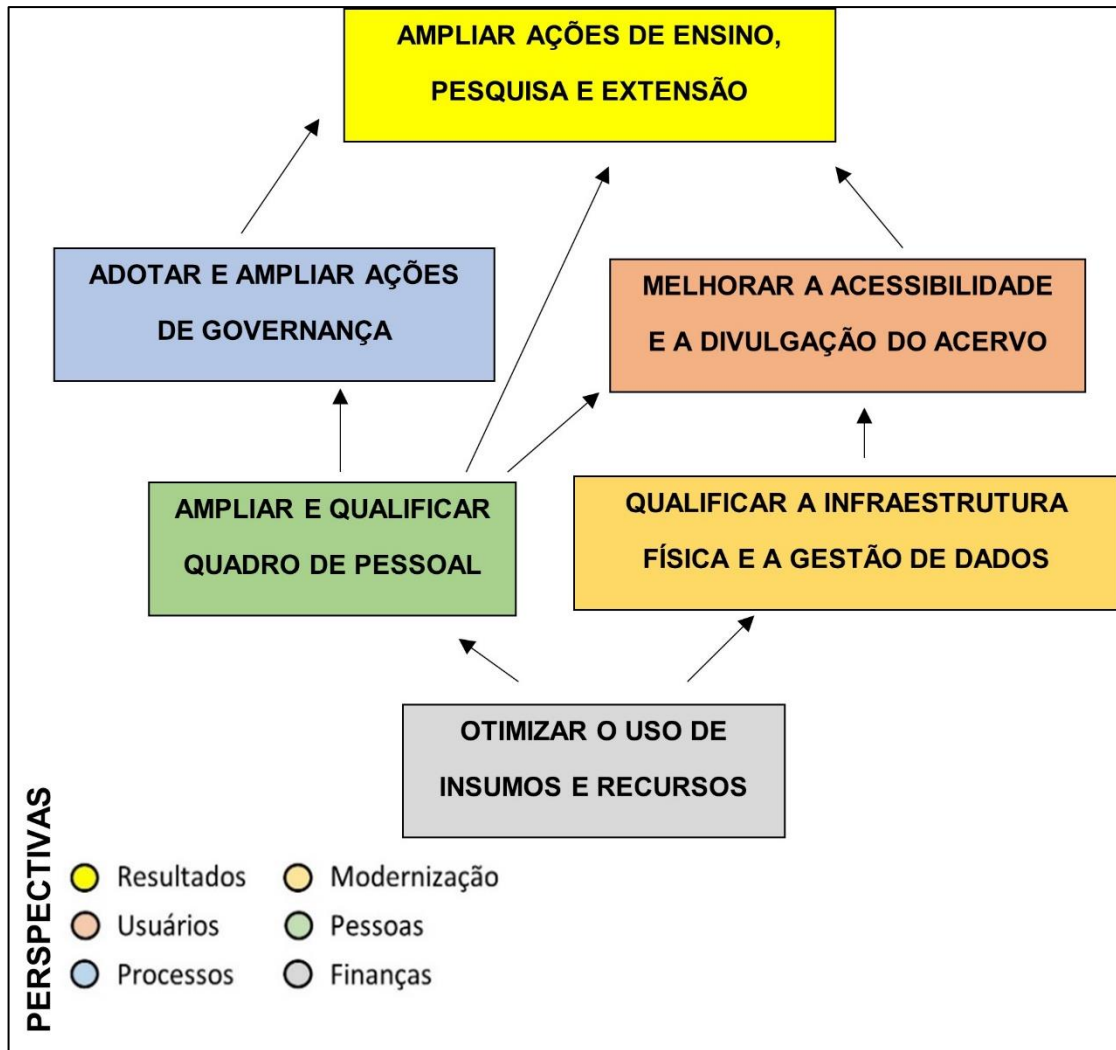 AMPLIAR AÇÕES DE ENSINO,
PESQUISA E EXTENSÃO
ADOTAR E AMPLIAR AÇÕES
DE GOVERNANÇA
MELHORAR A ACESSIBILIDADE
E A DIVULGAÇÃO DO ACERVO
AMPLIAR E QUALIFICAR
QUADRO DE PESSOAL
QUALIFICAR A INFRAESTRUTURA
FÍSICA E A GESTÃO DE DADOS
OTIMIZAR O USO DE
INSUMOS E RECURSOS
PERSPECTIVAS
Resultados
Usuários
Processos
Modernização
Pessoas
Finanças